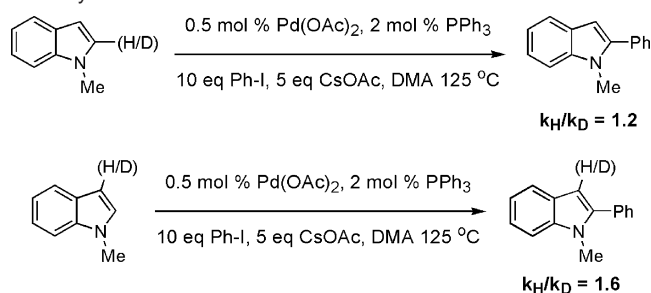 (H/D)
N
Me
0.5 mol % Pd(OAc)2, 2 mol % PPh3
10 eq Ph-I, 5 eq CsOAc, DMA 125 °C
Ph
N
Me
kH/kD = 1.2
(H/D)
N
Me
0.5 mol % Pd(OAc)2, 2 mol % PPh3
10 eq Ph-I, 5 eq CsOAc, DMA 125 °C
(H/D)
Ph
N
Me
kH/kD = 1.6